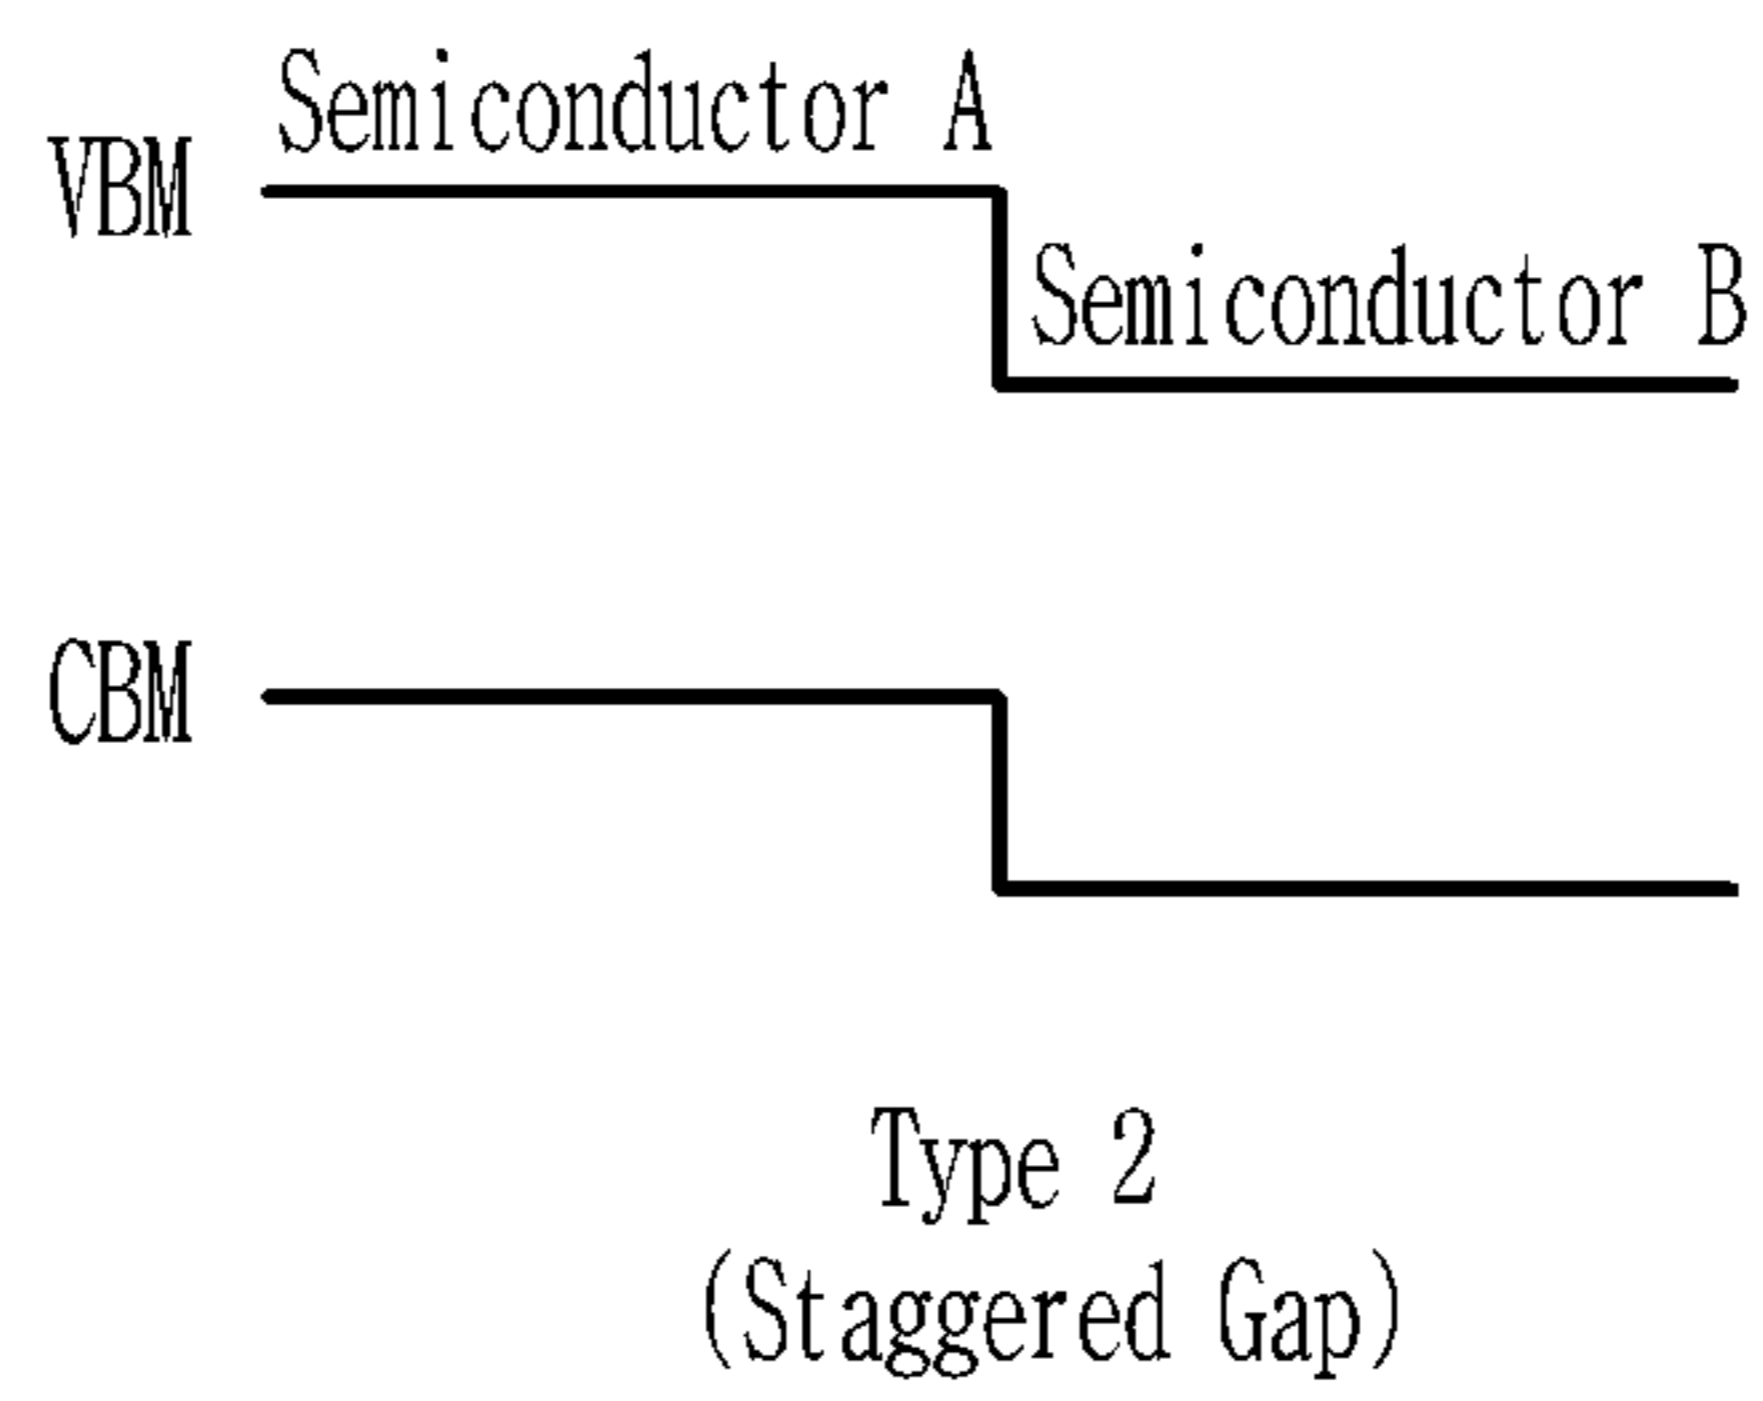 Semiconductor A
VBM
Semiconductor B
CBM
Type 2
(Staggered Gap)